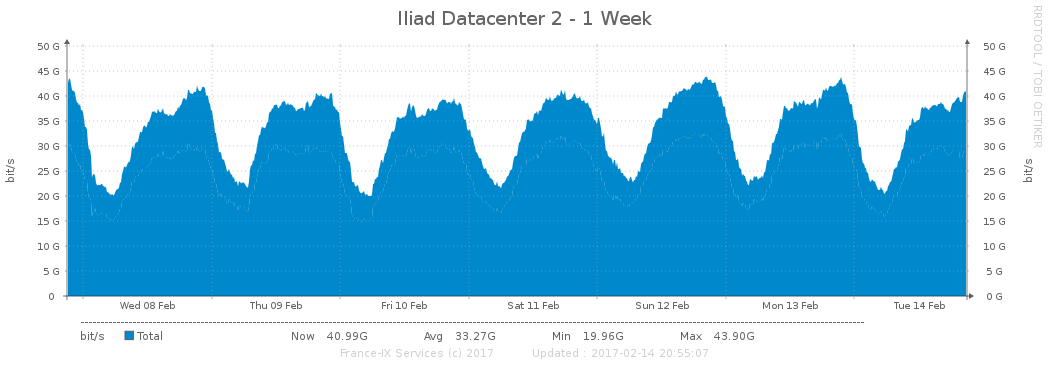 Iliad Datacenter 2 - 1 Week
RRDTOOL / TOBI OETIKER
50 G 50 G
45 G 45 G
40 G 40 G
35 G 35 G
30 G 30 G
25 G 25 G
20 G 20 G
15 G 15 G
10 G 10 G
5 G 5 G
0 0 G
bit/s bit/s
Wed 08 Feb Thu 09 Feb Fri 10 Feb Sat 11 Feb Sun 12 Feb Mon 13 Feb Tue 14 Feb
bit/s Total Now 40.99G Avg 33.27G Min 19.96G Max 43.90G
France-IX Services (c) 2017 Updated : 2017-02-14 20:55:07